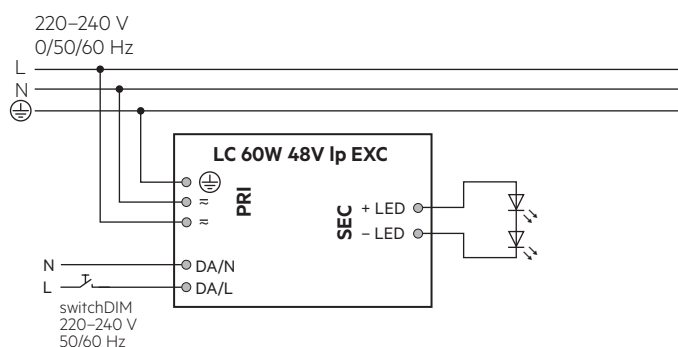 220–240 V
0/50/60 Hz
L
N
LC 60W 48V lp EXC
PRI
≂
≂
SEC
+ LED
– LED
N
DA/N
L
DA/L
switchDIM
220–240 V
50/60 Hz